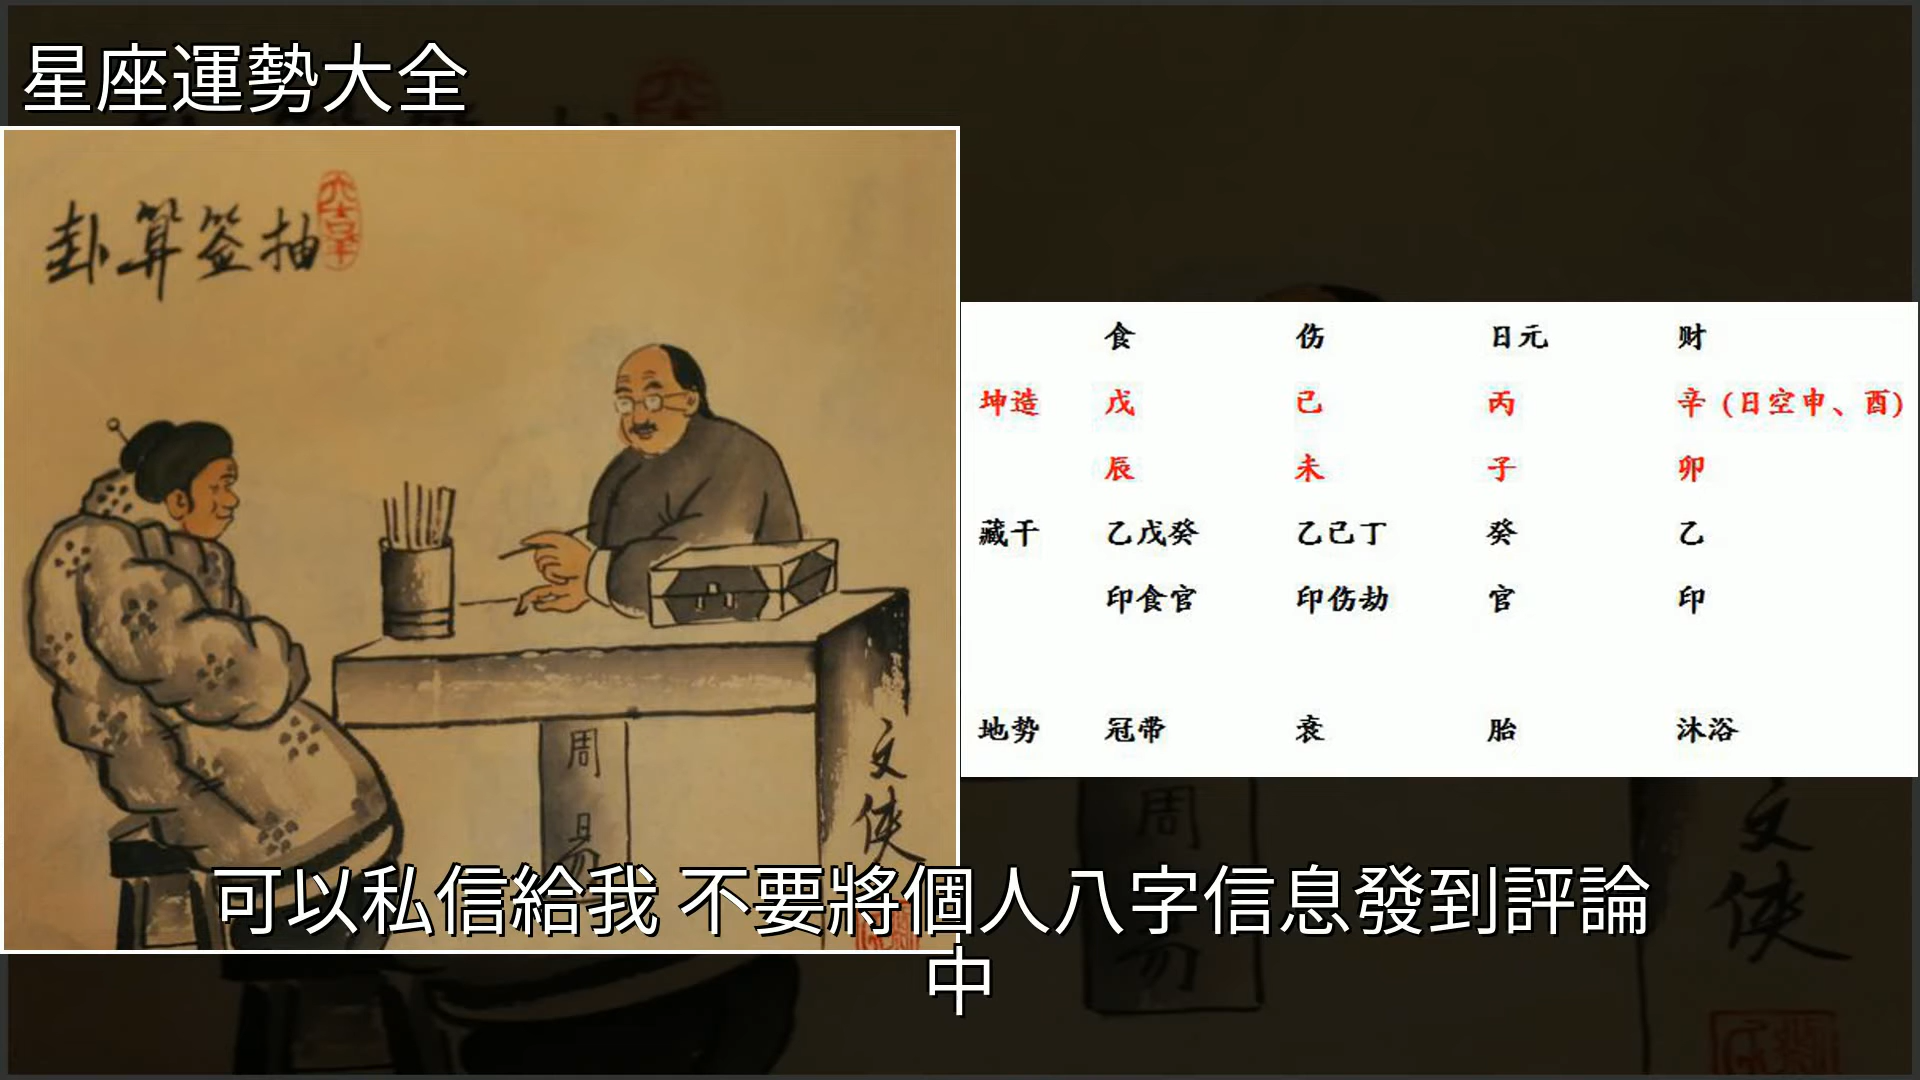 星座運勢大全
卦算签抽
周易
文侠
食 伤 日元 财
坤造 戊 己 丙 辛 (日空申、酉)
辰 未 子 卯
藏干 乙戊癸 乙己丁 癸 乙
印食官 印伤劫 官 印
地势 冠带 衰 胎 沐浴
可以私信給我 不要將個人八字信息發到評論
中